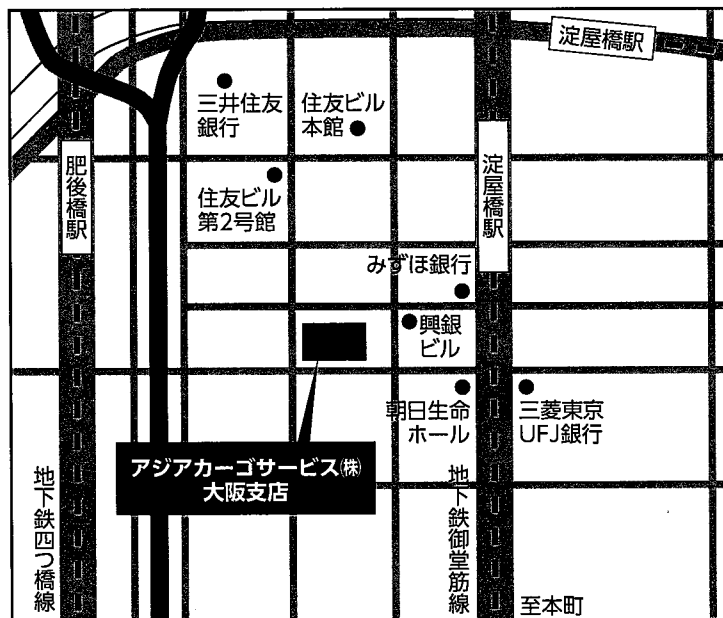 淀屋橋駅
三井住友
銀行
住友ビル
本館
肥後橋駅
住友ビル
第2号館
淀屋橋駅
みずほ銀行
興銀
ビル
朝日生命
ホール
三菱東京
UFJ銀行
アジアカーゴサービス㈱
大阪支店
地下鉄四つ橋線
地下鉄御堂筋線
至本町